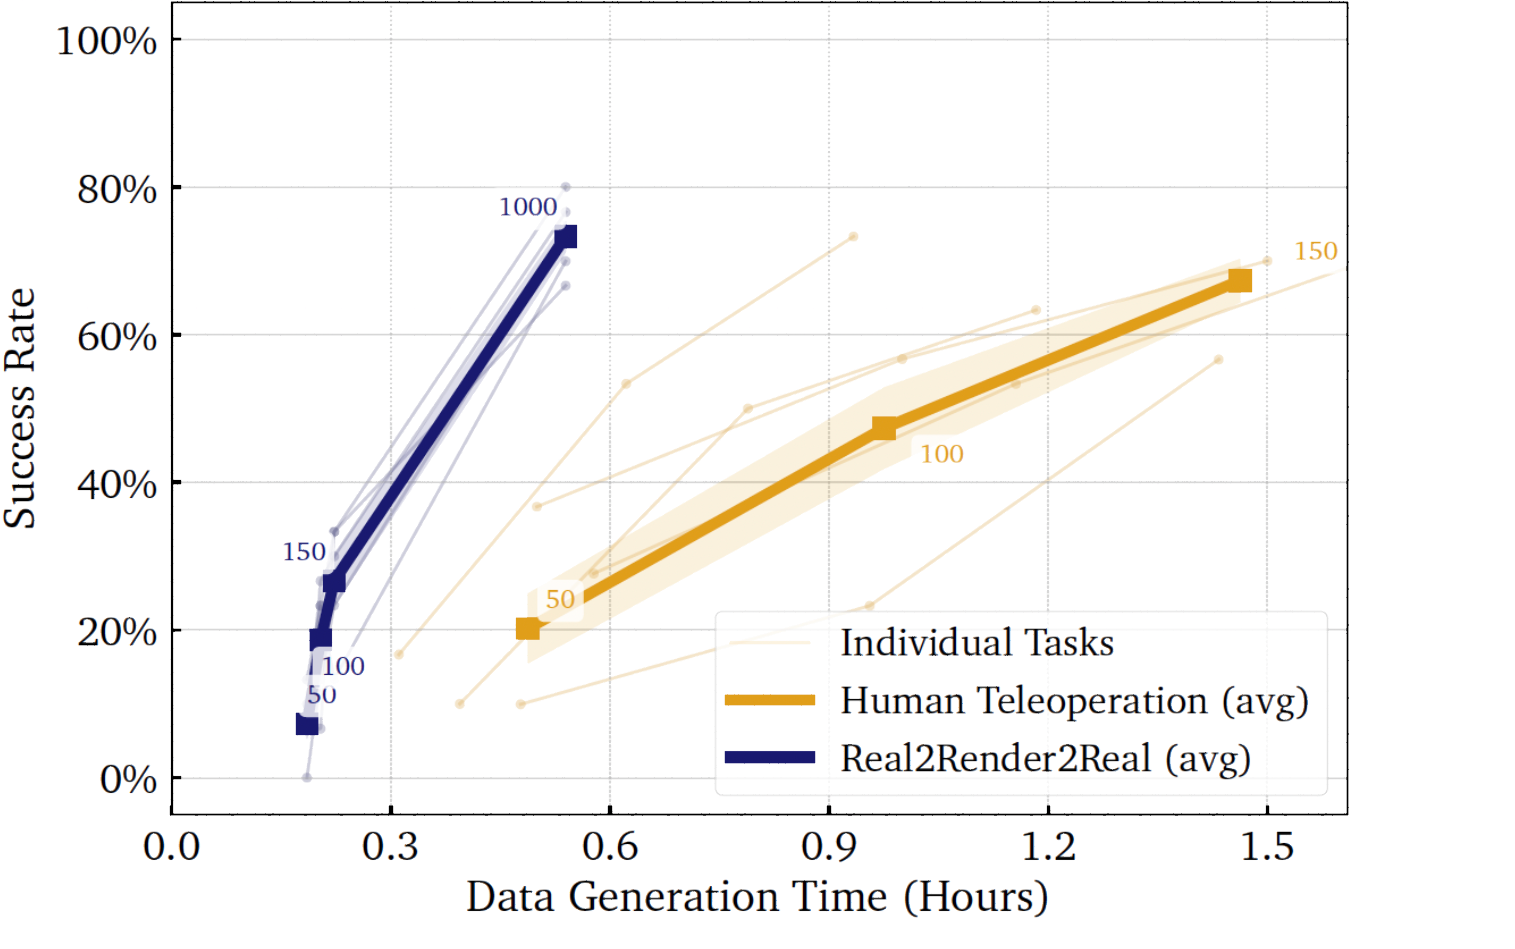 100%
80%
60%
40%
20%
0%
Success Rate
1000
150
100
50
150
100
50
Individual Tasks
Human Teleoperation (avg)
Real2Render2Real (avg)
0.0 0.3 0.6 0.9 1.2 1.5
Data Generation Time (Hours)